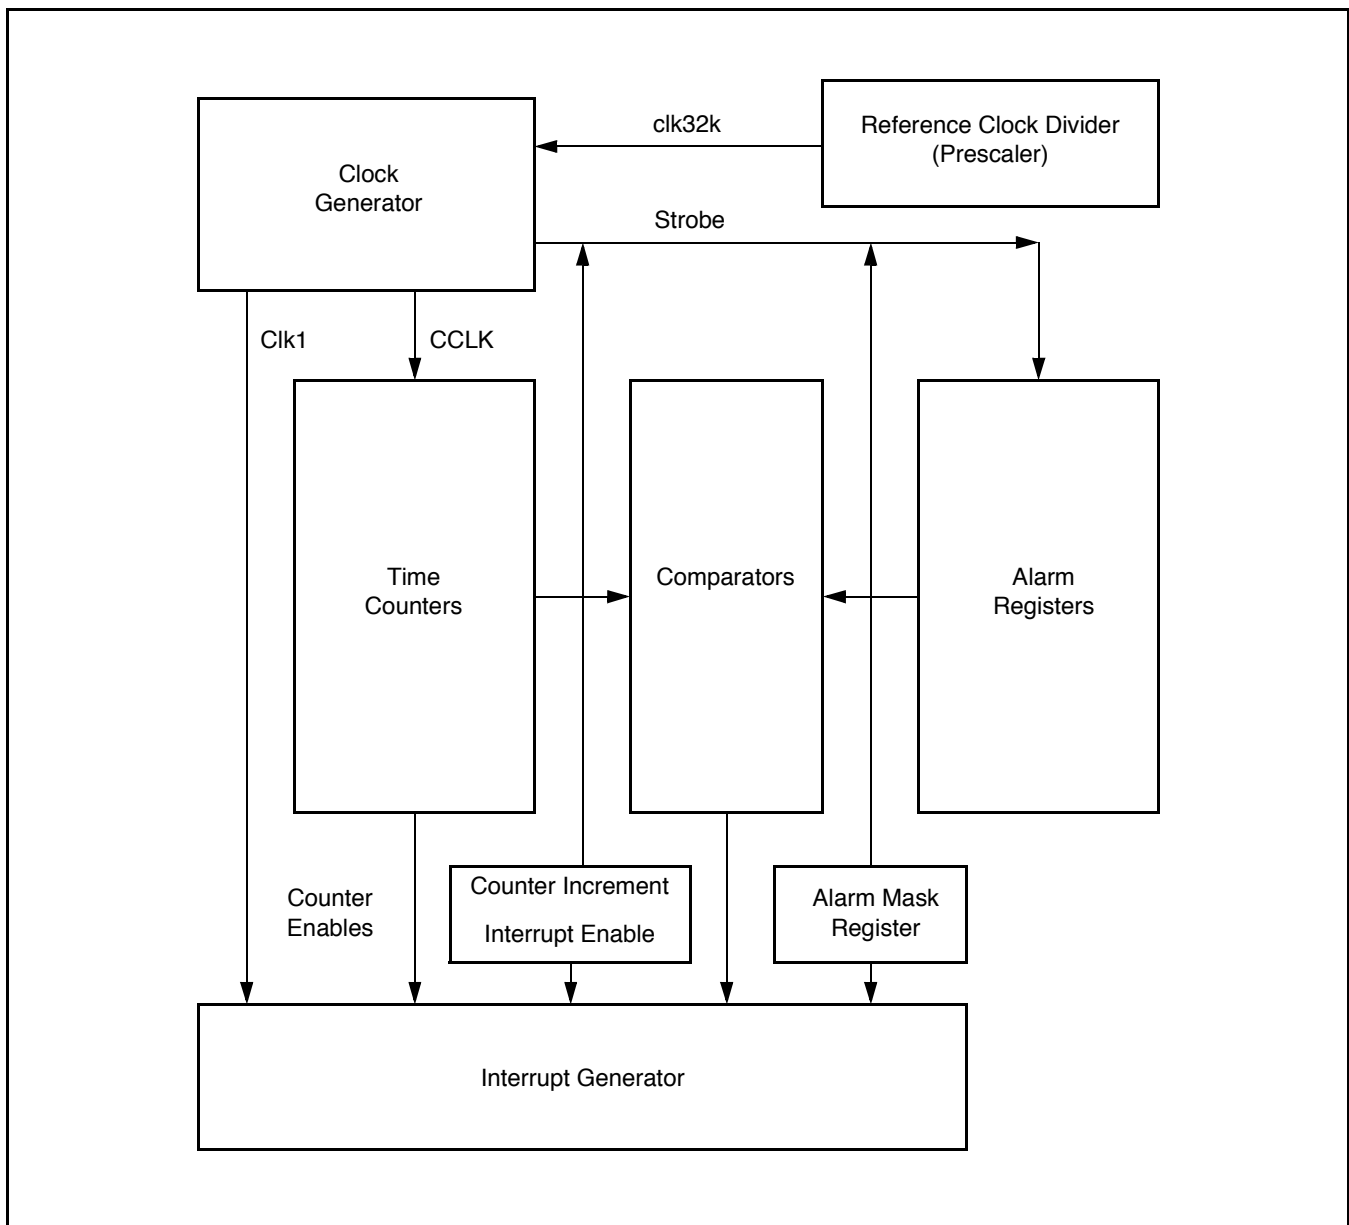 clk32k
Reference Clock Divider
(Prescaler)
Clock
Generator
Strobe
Clk1
CCLK
Time
Counters
Comparators
Alarm
Registers
Counter
Enables
Counter Increment
Interrupt Enable
Alarm Mask
Register
Interrupt Generator